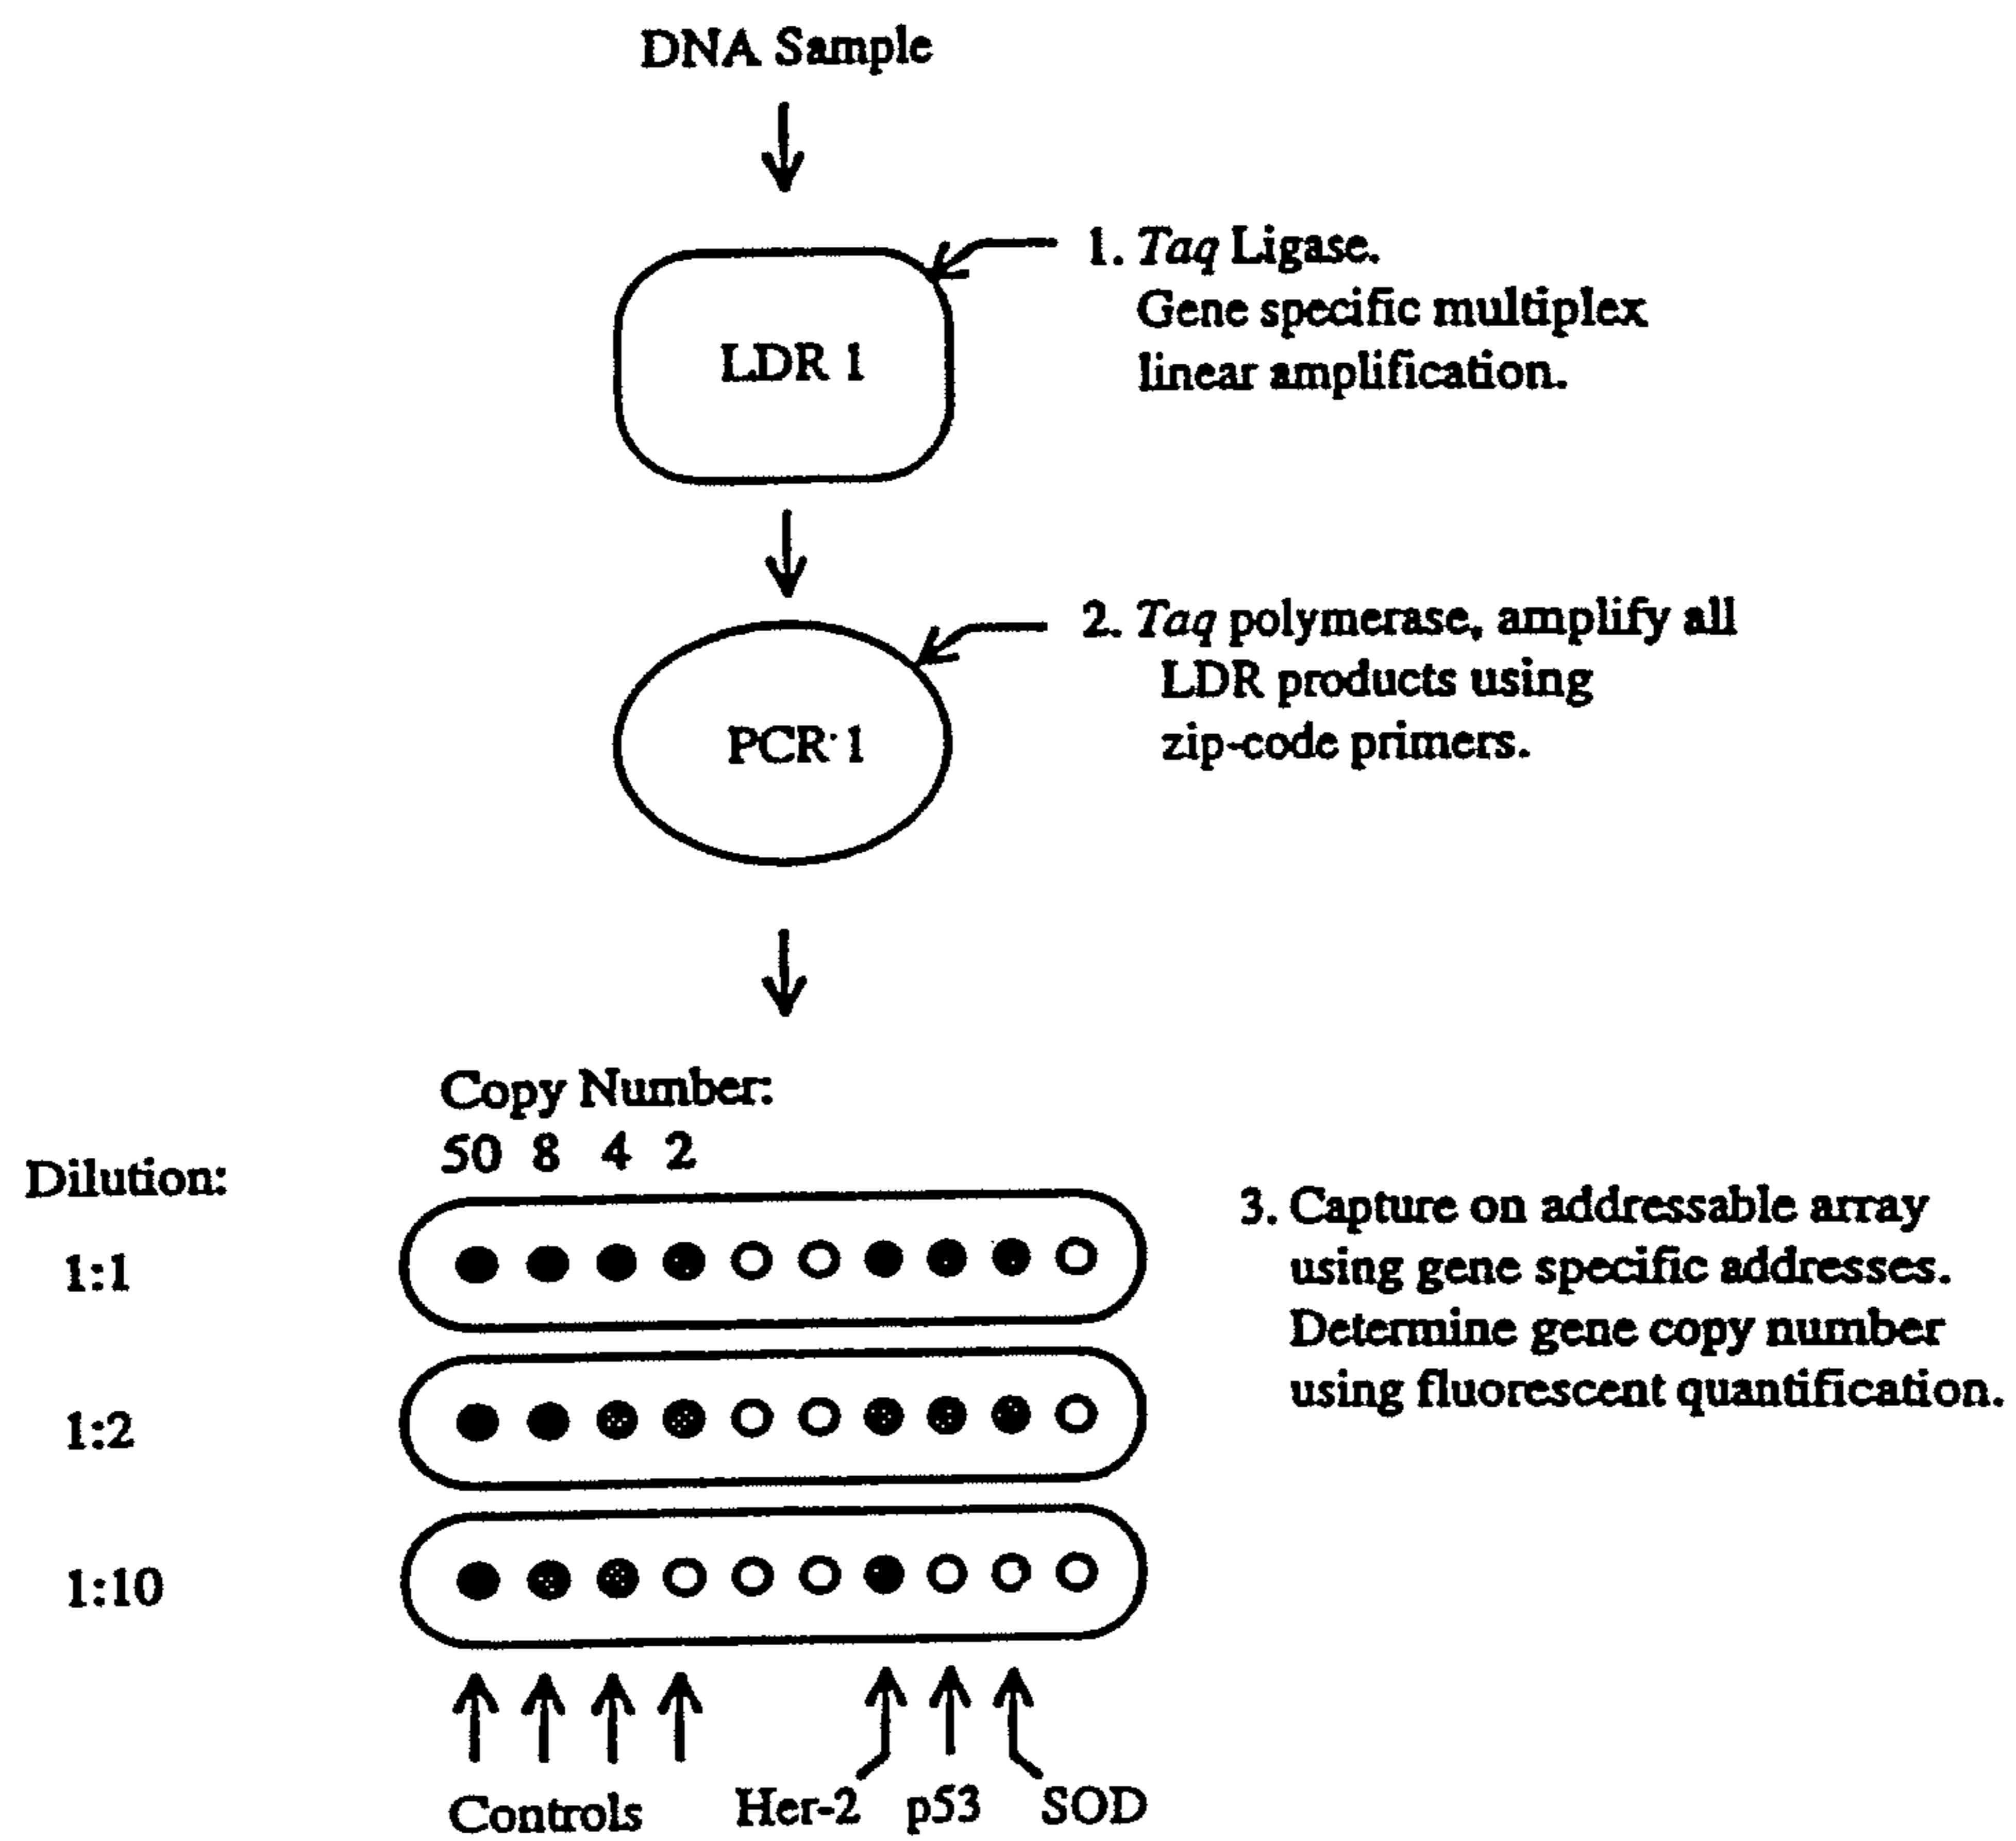 DNA Sample
1. Taq Ligase.
Gene specific multiplex
linear amplification.
LDR 1
2. Taq polymerase, amplify all
LDR products using
zip-code primers.
PCR 1
Copy Number:
50 8 4 2
Dilution:
1:1
3. Capture on addressable array
using gene specific addresses.
Determine gene copy number
using fluorescent quantification.
1:2
1:10
Controls
Her-2 p53 SOD